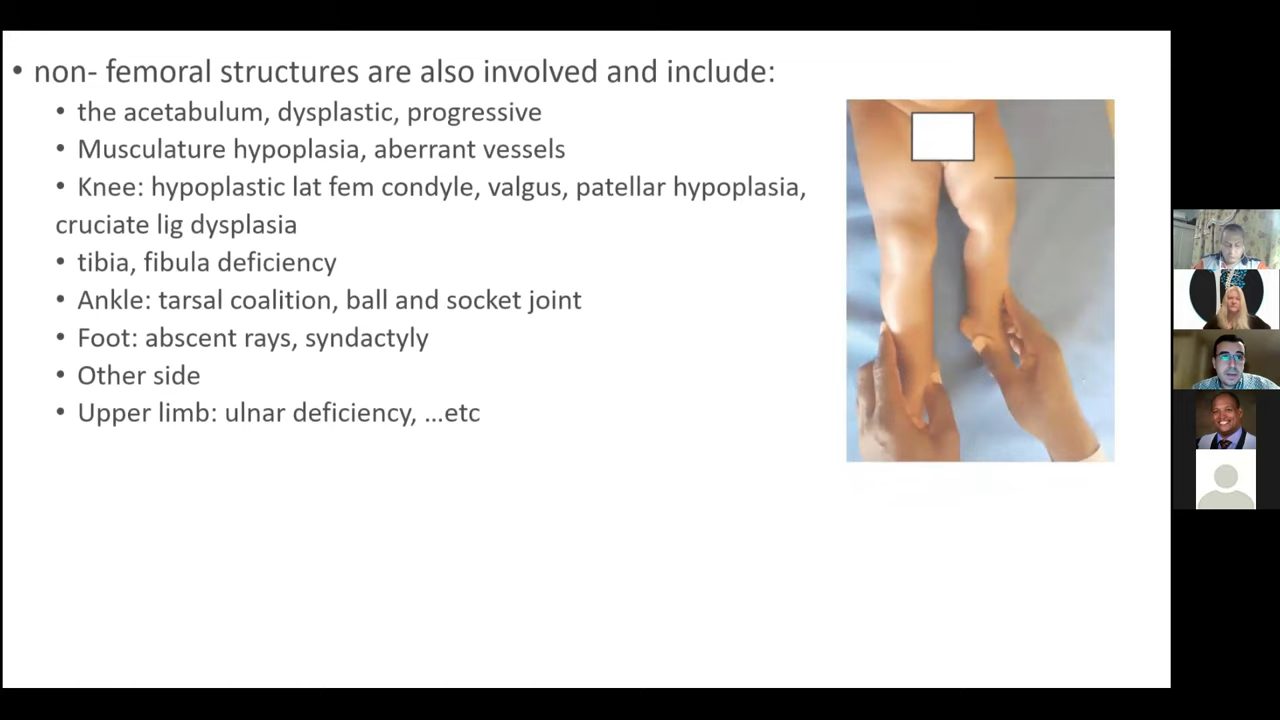 • non- femoral structures are also involved and include:
• the acetabulum, dysplastic, progressive
• Musculature hypoplasia, aberrant vessels
• Knee: hypoplastic lat fem condyle, valgus, patellar hypoplasia,
cruciate lig dysplasia
• tibia, fibula deficiency
• Ankle: tarsal coalition, ball and socket joint
• Foot: abscent rays, syndactyly
• Other side
• Upper limb: ulnar deficiency, ...etc